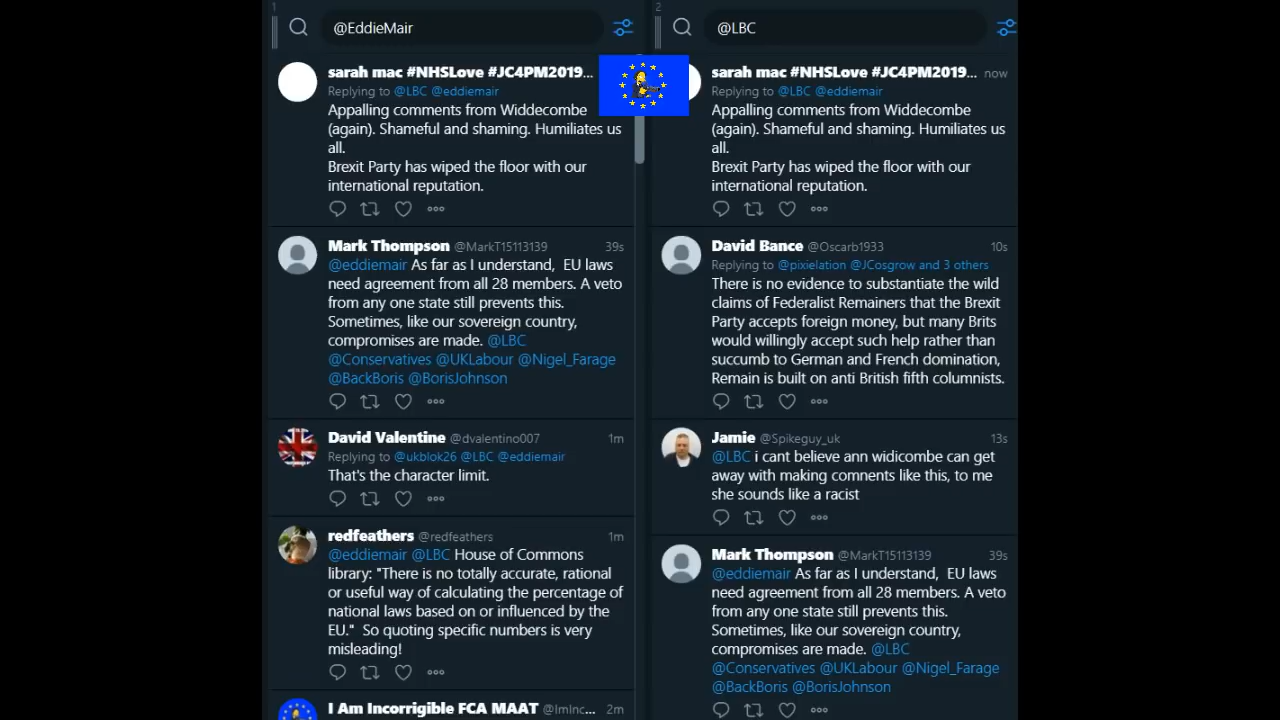 1
@EddieMair
sarah mac #NHSLove #JC4PM2019...
Replying to @LBC @eddiemair
Appalling comments from Widdecombe
(again). Shameful and shaming. Humiliates us
all.
Brexit Party has wiped the floor with our
international reputation.
Mark Thompson @MarkT15113139 39s
@eddiemair As far as I understand, EU laws
need agreement from all 28 members. A veto
from any one state still prevents this.
Sometimes, like our sovereign country,
compromises are made. @LBC
@Conservatives @UKLabour @Nigel_Farage
@BackBoris @BorisJohnson
David Valentine @dvalentino007 1m
Replying to @ukblok26 @LBC @eddiemair
That's the character limit.
redfeathers @redfeathers 1m
@eddiemair @LBC House of Commons
library: "There is no totally accurate, rational
or useful way of calculating the percentage of
national laws based on or influenced by the
EU." So quoting specific numbers is very
misleading!
I Am Incorrigible FCA MAAT @ImInc... 2m
2
@LBC
sarah mac #NHSLove #JC4PM2019... now
Replying to @LBC @eddiemair
Appalling comments from Widdecombe
(again). Shameful and shaming. Humiliates us
all.
Brexit Party has wiped the floor with our
international reputation.
David Bance @Oscarb1933 10s
Replying to @pixielation @JCosgrow and 3 others
There is no evidence to substantiate the wild
claims of Federalist Remainers that the Brexit
Party accepts foreign money, but many Brits
would willingly accept such help rather than
succumb to German and French domination,
Remain is built on anti British fifth columnists.
Jamie @Spikeguy_uk 13s
@LBC i cant believe ann widicombe can get
away with making comnents like this, to me
she sounds like a racist
Mark Thompson @MarkT15113139 39s
@eddiemair As far as I understand, EU laws
need agreement from all 28 members. A veto
from any one state still prevents this.
Sometimes, like our sovereign country,
compromises are made. @LBC
@Conservatives @UKLabour @Nigel_Farage
@BackBoris @BorisJohnson